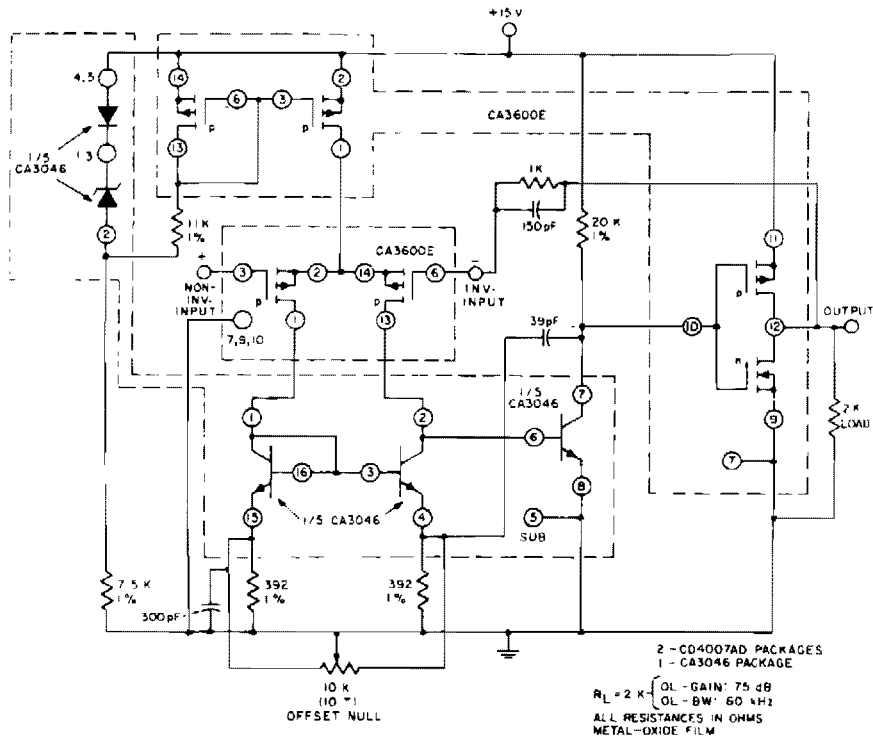 +15 V
4,5
14
2
6
3
CA3600E
p
p
1/5
CA3046
1 3
13
1
1K
2
11K
1%
150pF
20 K
1%
11
CA3600E
+
3
2
14
6
−
NON-
INV-
INPUT
p
p
INV-
INPUT
p
39pF
10
12
OUTPUT
7,9,10
1
13
n
1/5
CA3046
7
2K
LOAD
9
1
2
6
7
16
3
8
1/5 CA3046
15
4
5
SUB
7.5 K
1%
392
1%
392
1%
300pF
10 K
(10 T)
OFFSET NULL
2 - CD4007AD PACKAGES
1 - CA3046 PACKAGE
RL = 2 K { OL - GAIN: 75 dB
OL - BW: 60 kHz
ALL RESISTANCES IN OHMS
METAL-OXIDE FILM